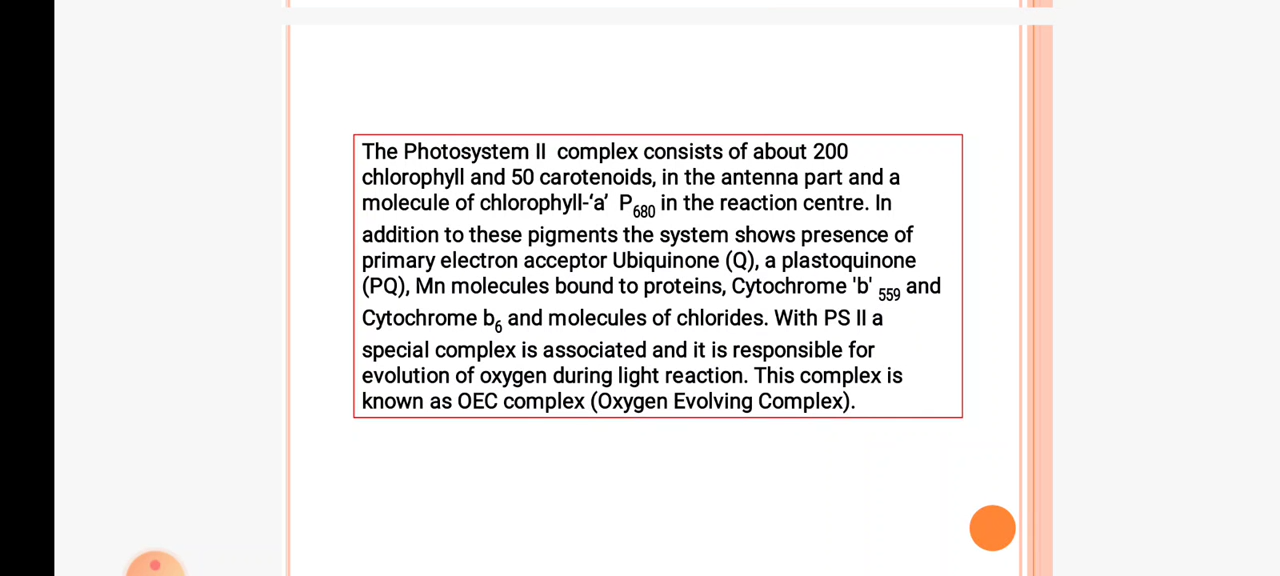 The Photosystem II complex consists of about 200
chlorophyll and 50 carotenoids, in the antenna part and a
molecule of chlorophyll-‘a’ P680 in the reaction centre. In
addition to these pigments the system shows presence of
primary electron acceptor Ubiquinone (Q), a plastoquinone
(PQ), Mn molecules bound to proteins, Cytochrome 'b' 559 and
Cytochrome b6 and molecules of chlorides. With PS II a
special complex is associated and it is responsible for
evolution of oxygen during light reaction. This complex is
known as OEC complex (Oxygen Evolving Complex).